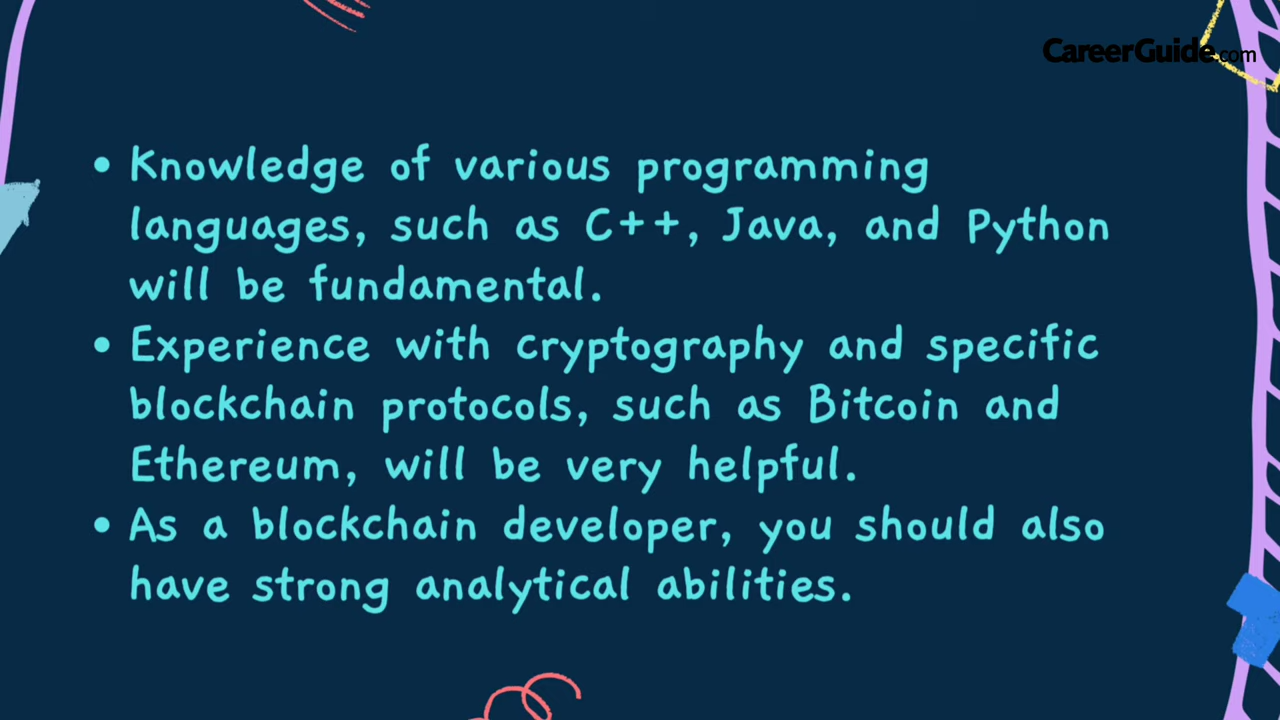 CareerGuide.com
• Knowledge of various programming
languages, such as C++, Java, and Python
will be fundamental.
• Experience with cryptography and specific
blockchain protocols, such as Bitcoin and
Ethereum, will be very helpful.
• As a blockchain developer, you should also
have strong analytical abilities.